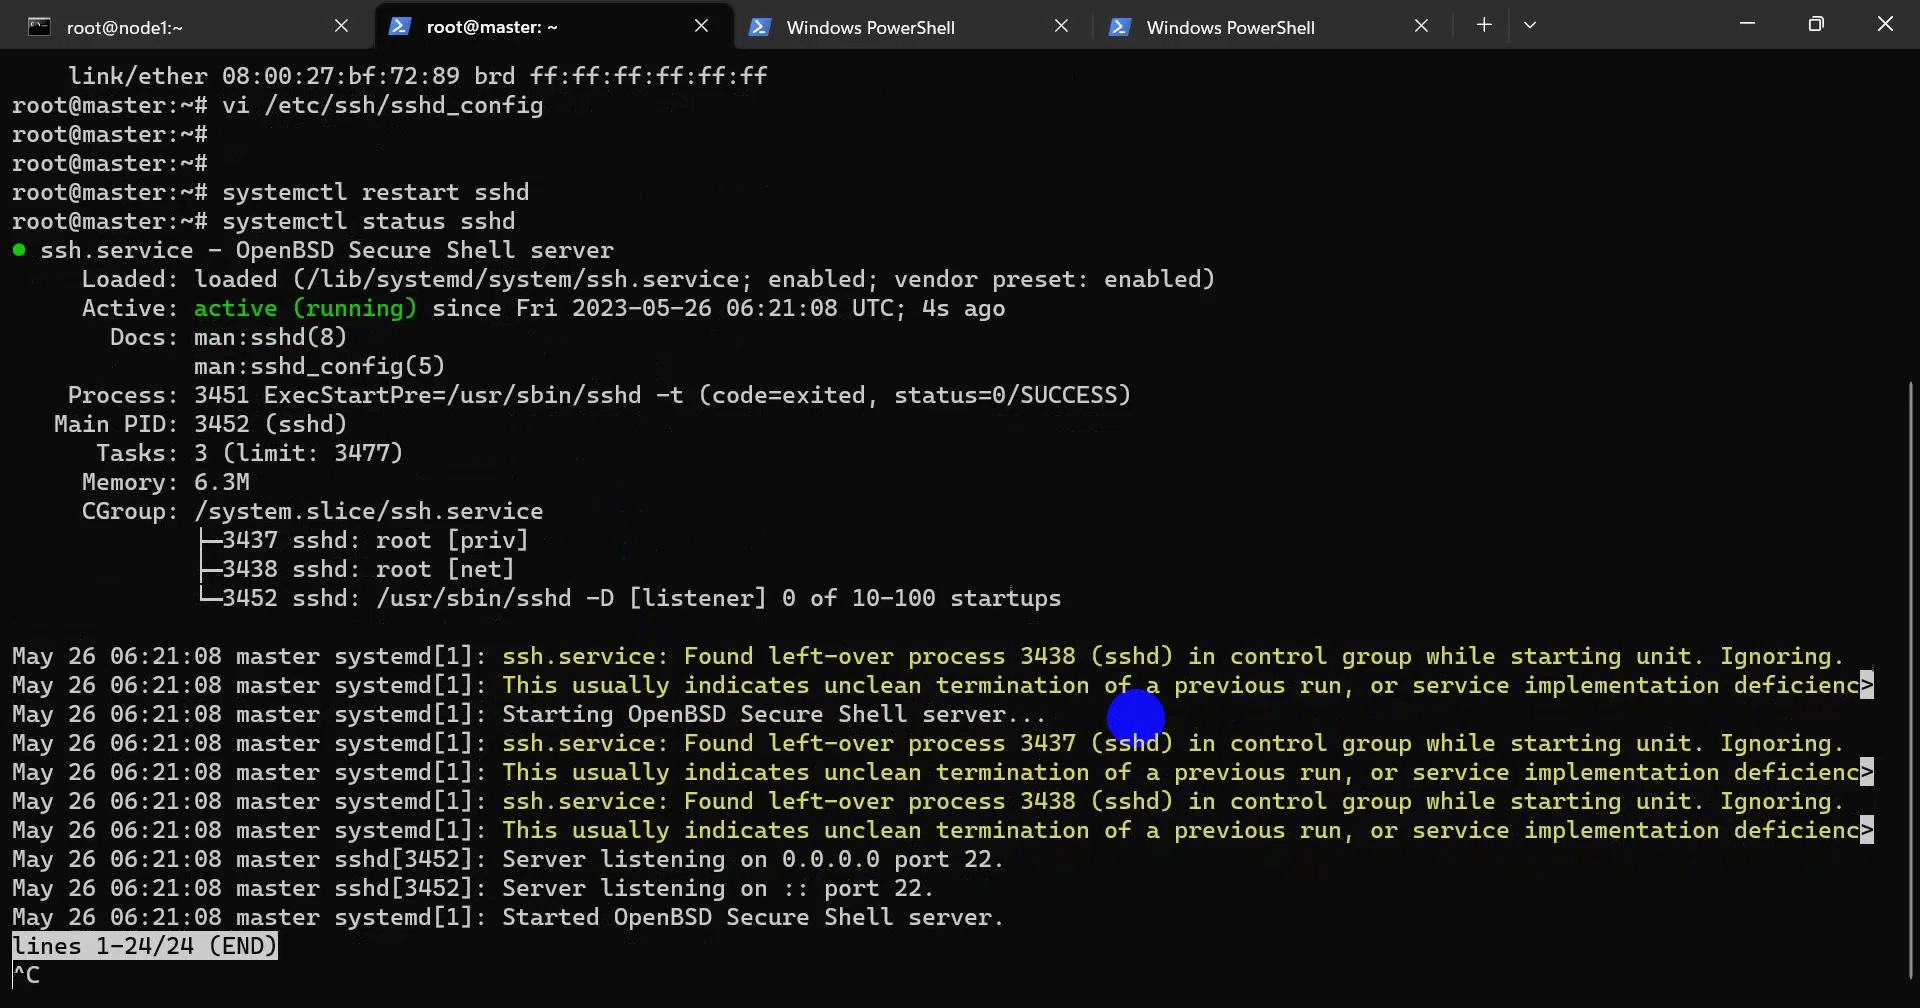 root@node1:~ root@master: ~ Windows PowerShell Windows PowerShell
link/ether 08:00:27:bf:72:89 brd ff:ff:ff:ff:ff:ff
root@master:~# vi /etc/ssh/sshd_config
root@master:~#
root@master:~#
root@master:~# systemctl restart sshd
root@master:~# systemctl status sshd
● ssh.service - OpenBSD Secure Shell server
Loaded: loaded (/lib/systemd/system/ssh.service; enabled; vendor preset: enabled)
Active: active (running) since Fri 2023-05-26 06:21:08 UTC; 4s ago
Docs: man:sshd(8)
man:sshd_config(5)
Process: 3451 ExecStartPre=/usr/sbin/sshd -t (code=exited, status=0/SUCCESS)
Main PID: 3452 (sshd)
Tasks: 3 (limit: 3477)
Memory: 6.3M
CGroup: /system.slice/ssh.service
├─3437 sshd: root [priv]
├─3438 sshd: root [net]
└─3452 sshd: /usr/sbin/sshd -D [listener] 0 of 10-100 startups
May 26 06:21:08 master systemd[1]: ssh.service: Found left-over process 3438 (sshd) in control group while starting unit. Ignoring.
May 26 06:21:08 master systemd[1]: This usually indicates unclean termination of a previous run, or service implementation deficienc>
May 26 06:21:08 master systemd[1]: Starting OpenBSD Secure Shell server...
May 26 06:21:08 master systemd[1]: ssh.service: Found left-over process 3437 (sshd) in control group while starting unit. Ignoring.
May 26 06:21:08 master systemd[1]: This usually indicates unclean termination of a previous run, or service implementation deficienc>
May 26 06:21:08 master systemd[1]: ssh.service: Found left-over process 3438 (sshd) in control group while starting unit. Ignoring.
May 26 06:21:08 master systemd[1]: This usually indicates unclean termination of a previous run, or service implementation deficienc>
May 26 06:21:08 master sshd[3452]: Server listening on 0.0.0.0 port 22.
May 26 06:21:08 master sshd[3452]: Server listening on :: port 22.
May 26 06:21:08 master systemd[1]: Started OpenBSD Secure Shell server.
lines 1-24/24 (END)
^C